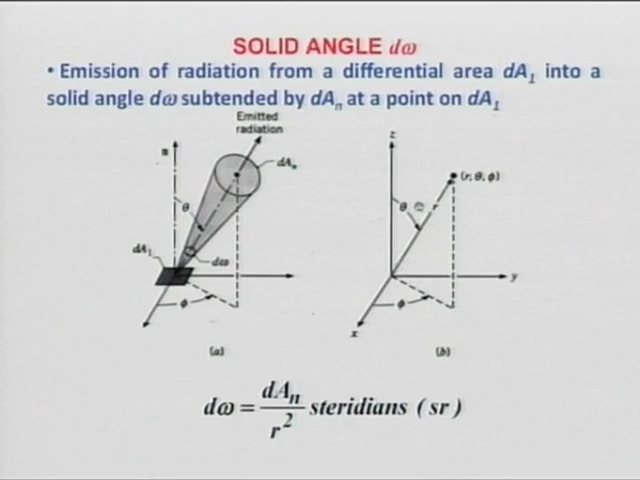 SOLID ANGLE dω
• Emission of radiation from a differential area dA₁ into a
solid angle dω subtended by dAₙ at a point on dA₁
Emitted
radiation
n
dAₙ
θ
dA₁
dω
ϕ
(a)
z
(r, θ, ϕ)
θ
r
y
ϕ
x
(b)
dω = dAₙ / r² steridians ( sr )